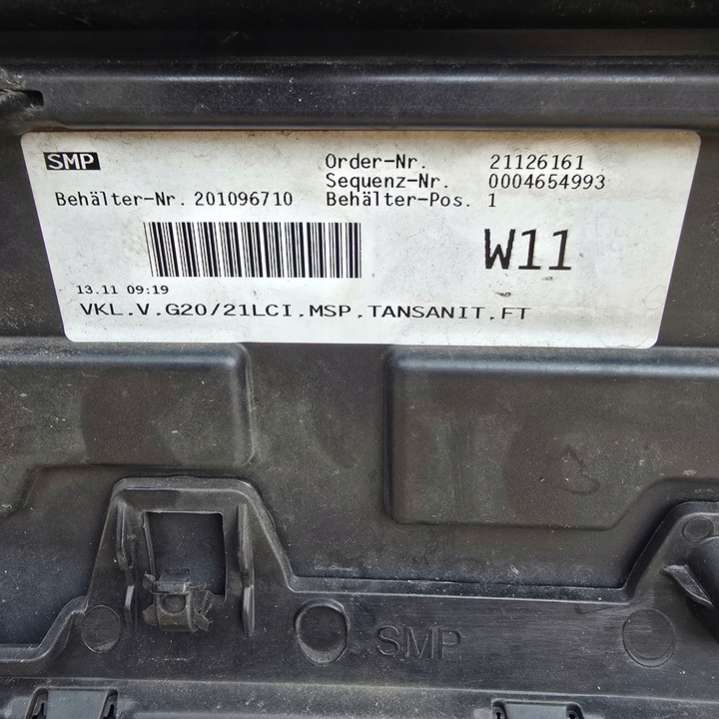 SMP
Order-Nr. 21126161
Sequenz-Nr. 0004654993
Behälter-Nr. 201096710 Behälter-Pos. 1
W11
13.11 09:19
VKL.V.G20/21LCI.MSP.TANSANIT.FT
SMP